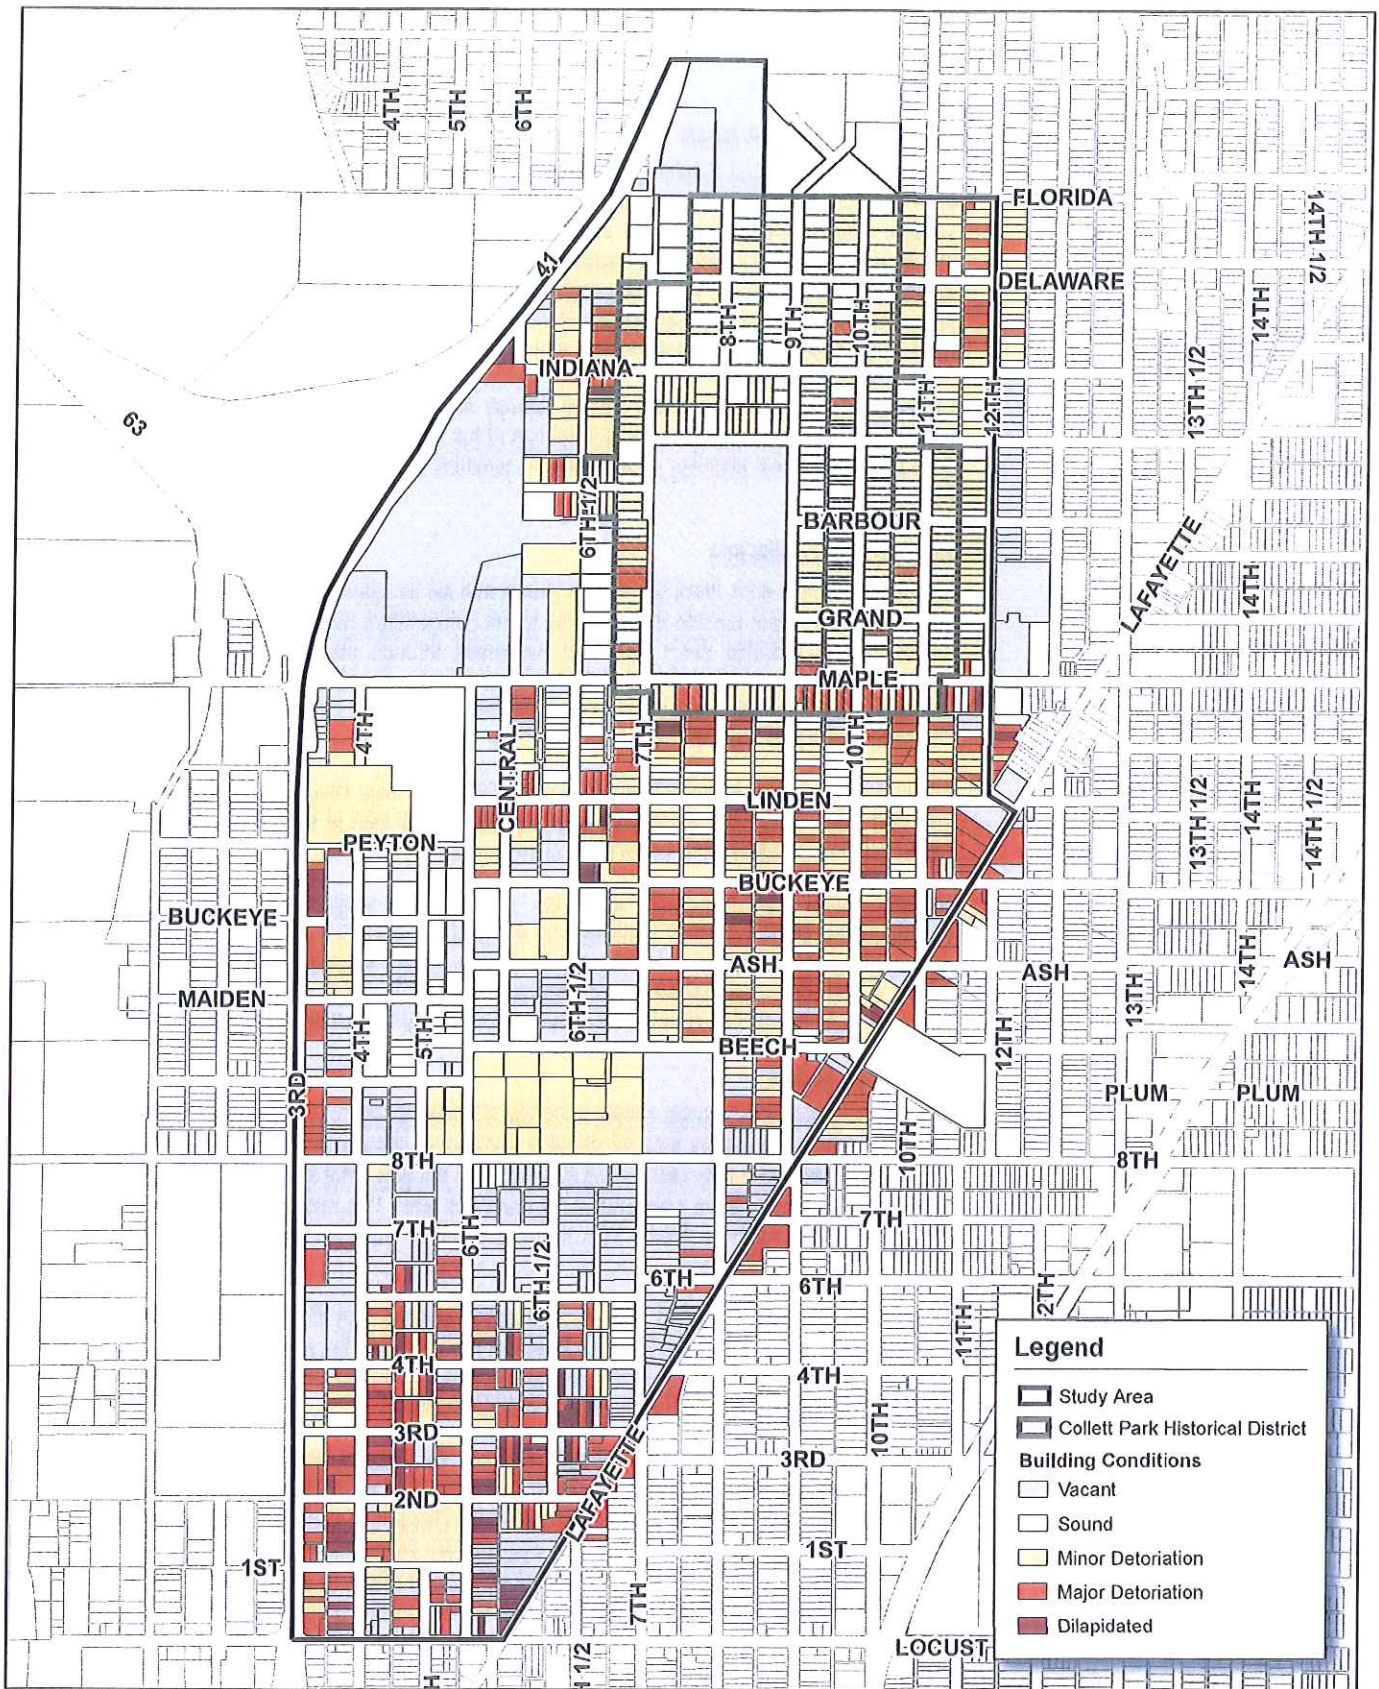 4TH
5TH
6TH
FLORIDA
14TH 1/2
41
DELAWARE
14TH
8TH
9TH
10TH
13TH 1/2
INDIANA
11TH
12TH
63
6TH 1/2
BARBOUR
LAFAYETTE
14TH
GRAND
MAPLE
4TH
CENTRAL
7TH
10TH
LINDEN
13TH 1/2
14TH
14TH 1/2
PEYTON
BUCKEYE
BUCKEYE
ASH
ASH
14TH
ASH
MAIDEN
6TH 1/2
13TH
4TH
5TH
BEECH
12TH
3RD
PLUM
PLUM
8TH
10TH
8TH
7TH
6TH
7TH
6TH 1/2
6TH
6TH
2TH
11TH
4TH
4TH
3RD
10TH
3RD
2ND
LAFAYETTE
1ST
1ST
7TH
LOCUST
H
H 1/2
Legend
Study Area
Collett Park Historical District
Building Conditions
Vacant
Sound
Minor Detoriation
Major Detoriation
Dilapidated